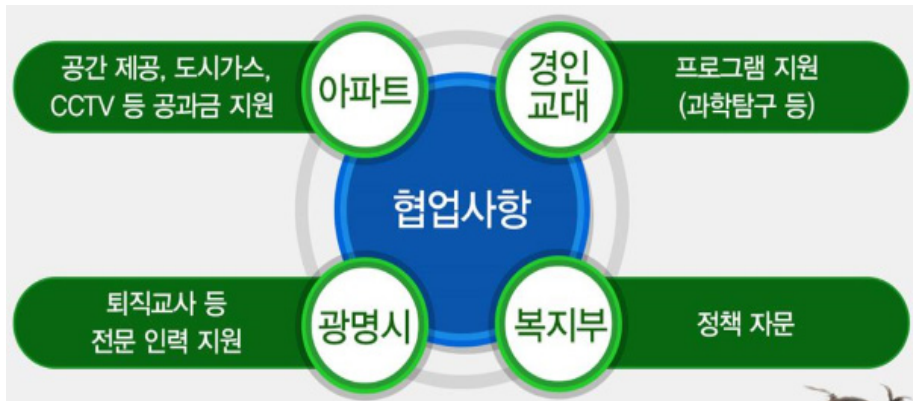 공간 제공, 도시가스,
CCTV 등 공과금 지원
아파트
경인
교대
프로그램 지원
(과학탐구 등)
협업사항
퇴직교사 등
전문 인력 지원
광명시
복지부
정책 자문